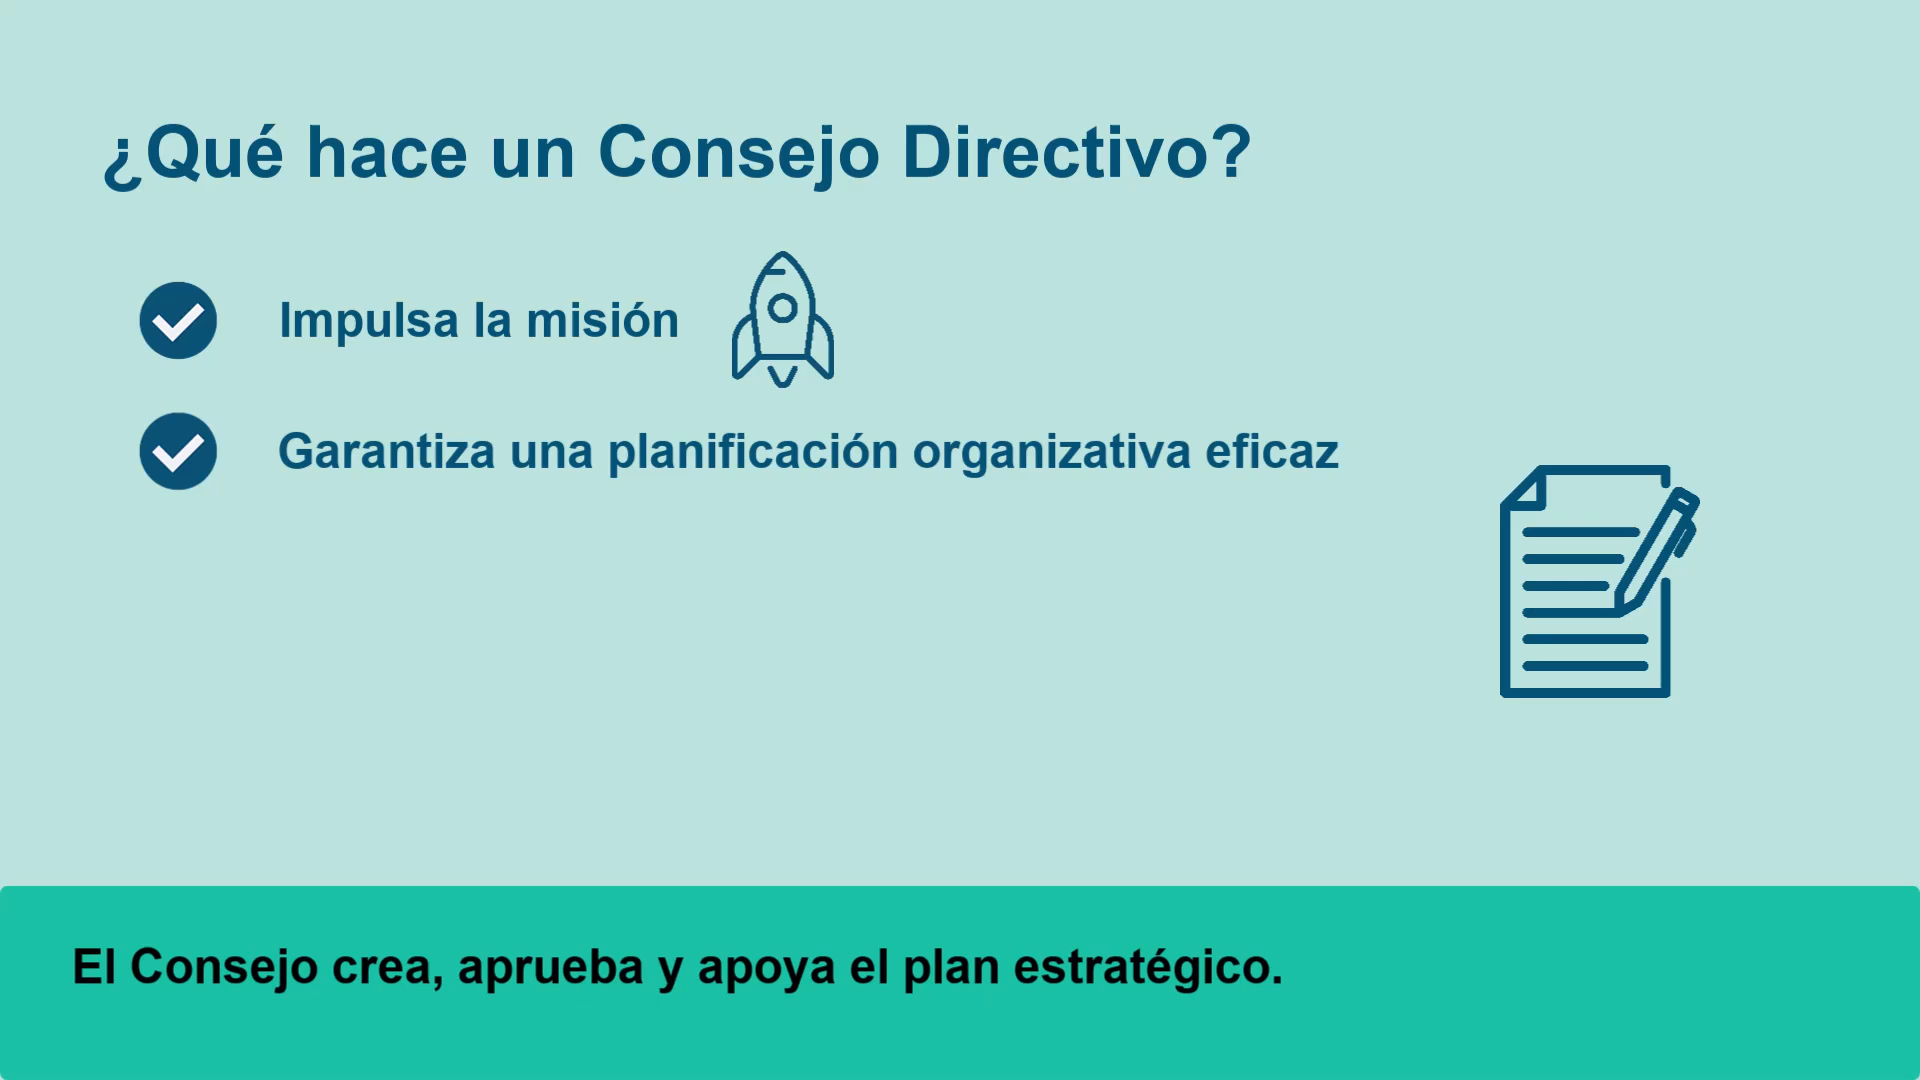 ¿Qué hace un Consejo Directivo?
Impulsa la misión
Garantiza una planificación organizativa eficaz
El Consejo crea, aprueba y apoya el plan estratégico.